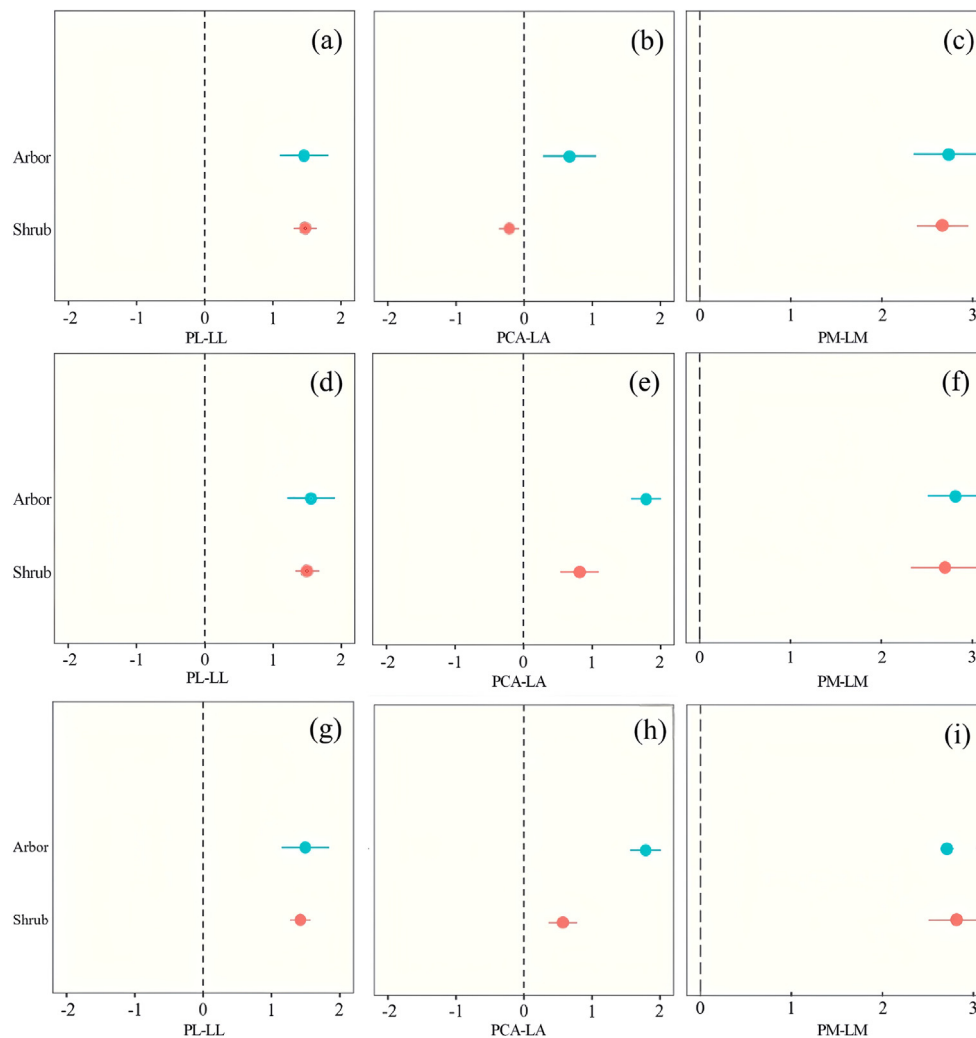 (a) (b) (c)
Arbor
Shrub
-2 -1 0 1 2 -2 -1 0 1 2 0 1 2 3
PL-LL PCA-LA PM-LM
(d) (e) (f)
Arbor
Shrub
-2 -1 0 1 2 -2 -1 0 1 2 0 1 2 3
PL-LL PCA-LA PM-LM
(g) (h) (i)
Arbor
Shrub
-2 -1 0 1 2 -2 -1 0 1 2 0 1 2 3
PL-LL PCA-LA PM-LM